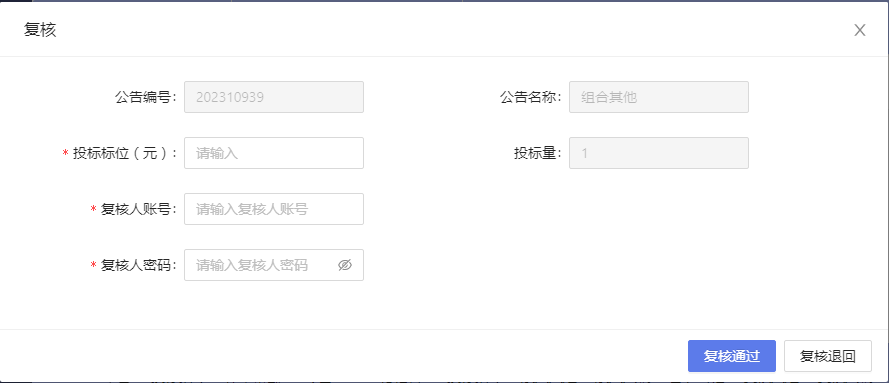 复核
公告编号： 202310939 公告名称： 组合其他
* 投标标位（元）： 请输入 投标量： 1
* 复核人账号： 请输入复核人账号
* 复核人密码： 请输入复核人密码
复核通过 复核退回